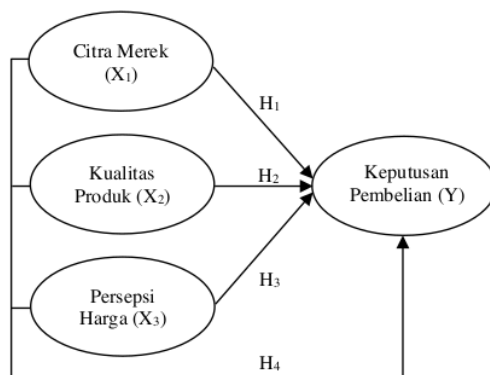 Citra Merek
(X₁)
H₁
Kualitas
Produk (X₂)
H₂
Keputusan
Pembelian (Y)
Persepsi
Harga (X₃)
H₃
H₄